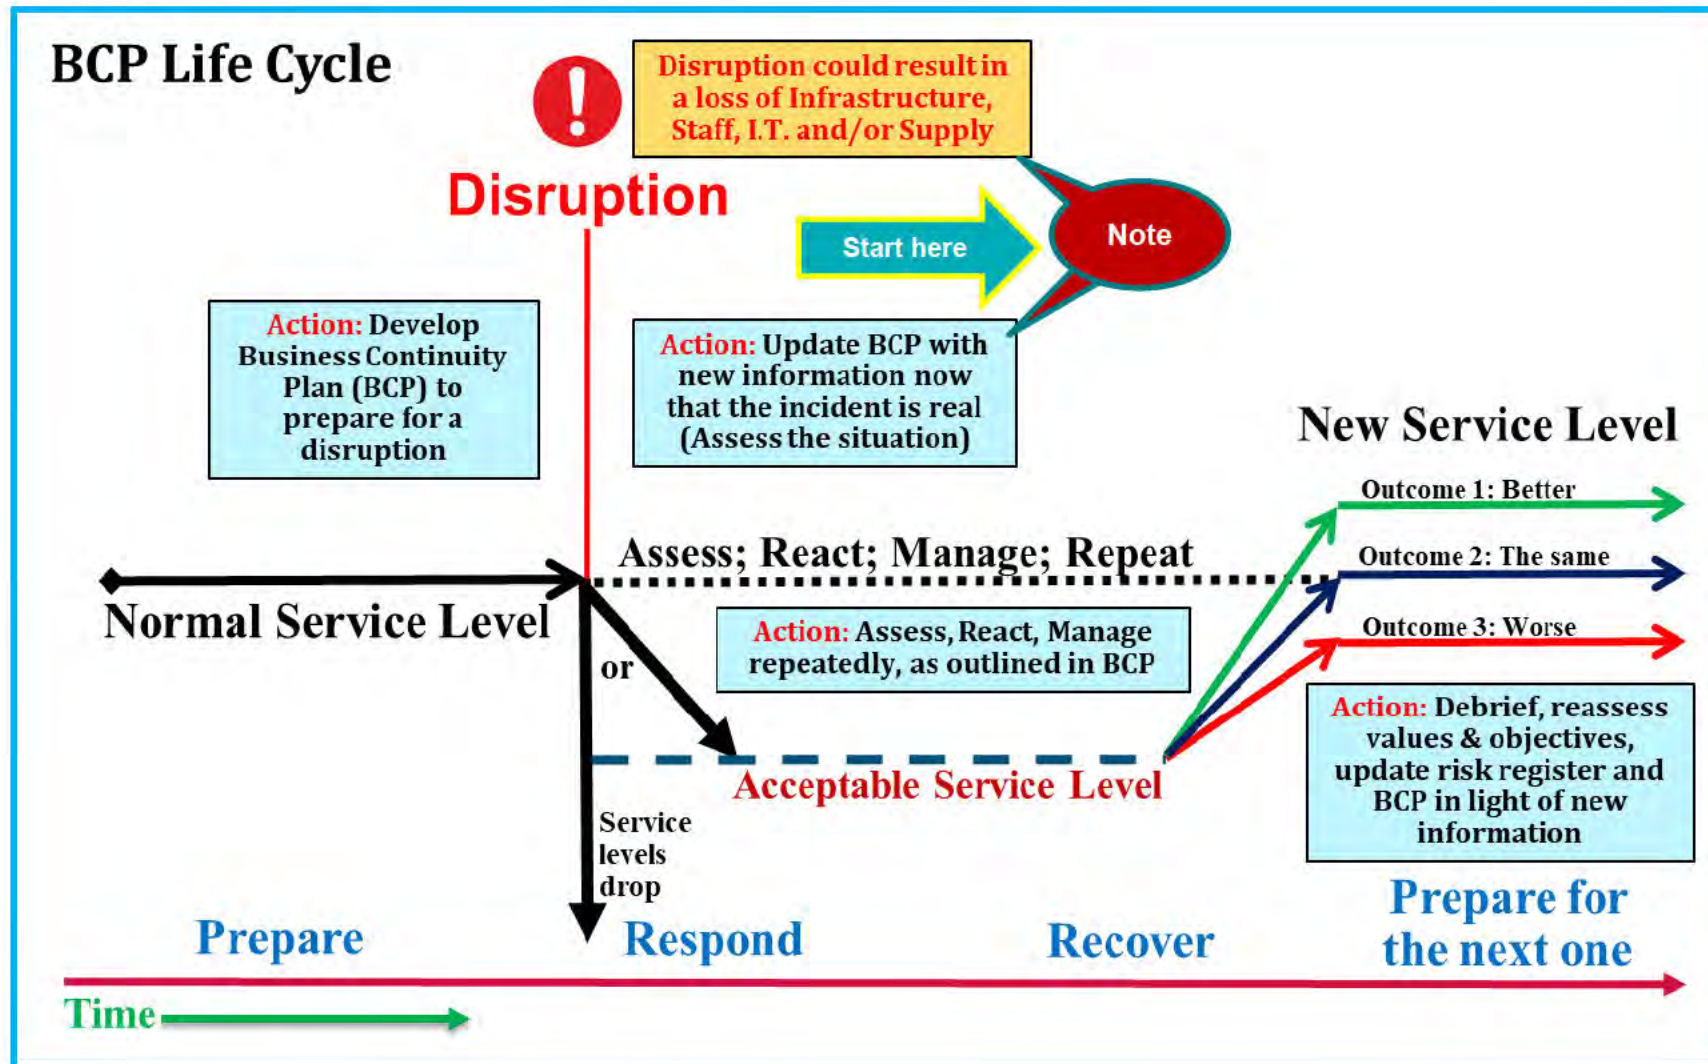 BCP Life Cycle
!
Disruption could result in
a loss of Infrastructure,
Staff, I.T. and/or Supply
Disruption
Start here
Note
Action: Develop
Business Continuity
Plan (BCP) to
prepare for a
disruption
Action: Update BCP with
new information now
that the incident is real
(Assess the situation)
New Service Level
Outcome 1: Better
Outcome 2: The same
Outcome 3: Worse
Assess; React; Manage; Repeat
Normal Service Level
or
Action: Assess, React, Manage
repeatedly, as outlined in BCP
Acceptable Service Level
Service
levels
drop
Action: Debrief, reassess
values & objectives,
update risk register and
BCP in light of new
information
Prepare
Respond
Recover
Prepare for
the next one
Time